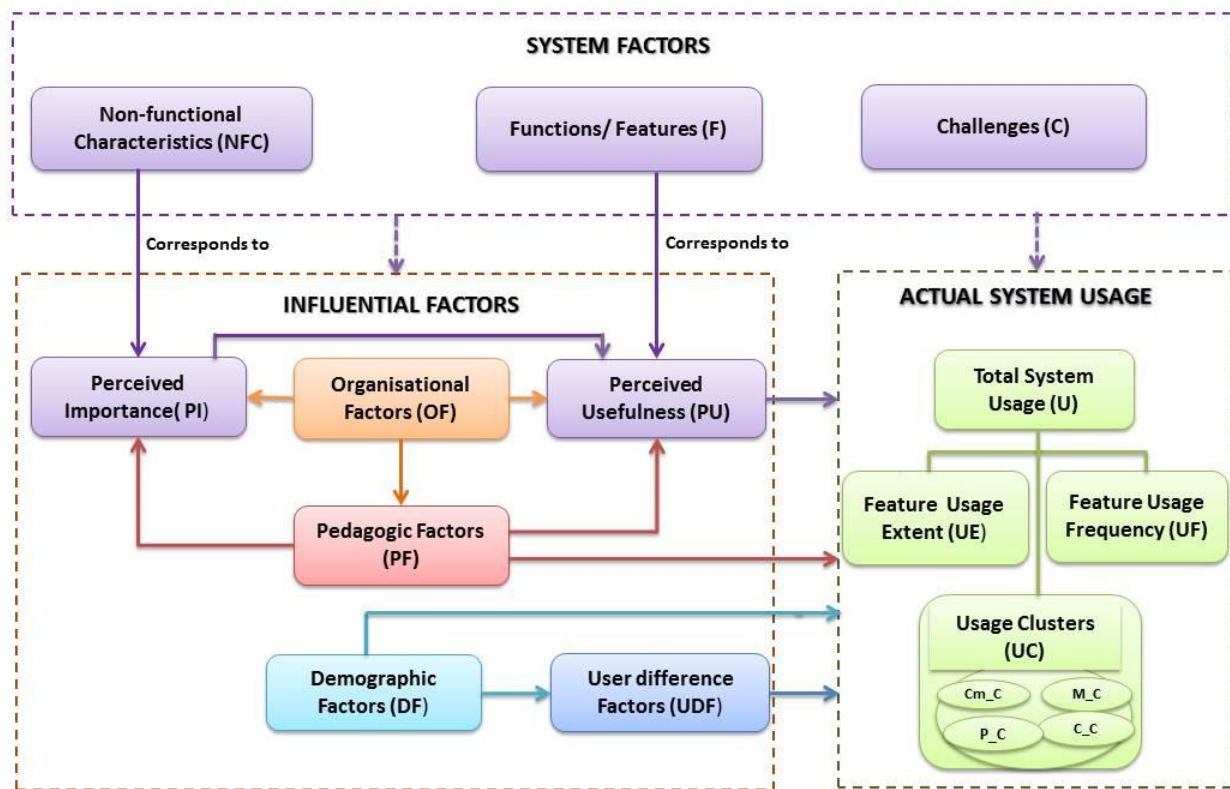 SYSTEM FACTORS
Non-functional
Characteristics (NFC)
Functions/ Features (F)
Challenges (C)
Corresponds to
Corresponds to
INFLUENTIAL FACTORS
ACTUAL SYSTEM USAGE
Perceived
Importance( PI)
Organisational
Factors (OF)
Perceived
Usefulness (PU)
Total System
Usage (U)
Pedagogic Factors
(PF)
Feature Usage
Extent (UE)
Feature Usage
Frequency (UF)
Demographic
Factors (DF)
User difference
Factors (UDF)
Usage Clusters
(UC)
Cm_C
M_C
P_C
C_C